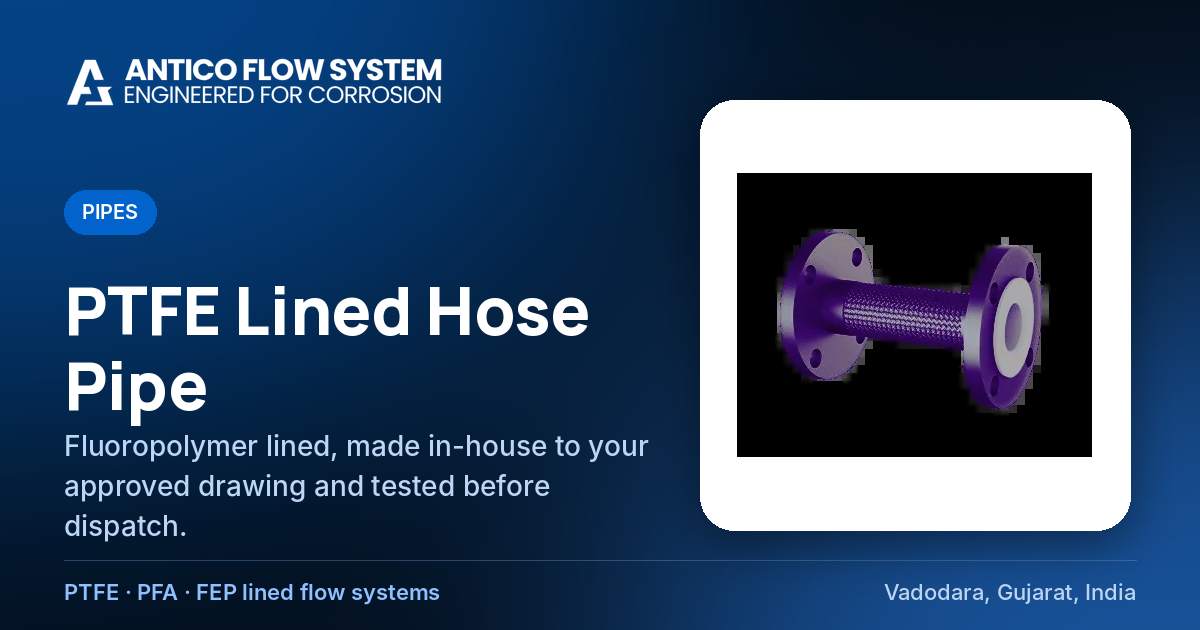 ANTICO FLOW SYSTEM
ENGINEERED FOR CORROSION
PIPES
PTFE Lined Hose
Pipe
Fluoropolymer lined, made in-house to your
approved drawing and tested before
dispatch.
PTFE · PFA · FEP lined flow systems
Vadodara, Gujarat, India